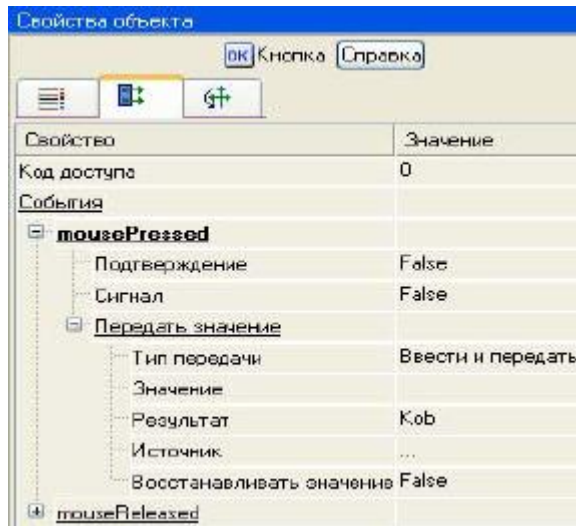 Свойства объекта
ок Кнопка Справка
Свойство Значение
Код доступа 0
События
mousePressed
Подтверждение False
Сигнал False
Передать значение
Тип передачи Ввести и передать
Значение
Результат Kob
Источник ...
Восстанавливать значение False
mouseReleased